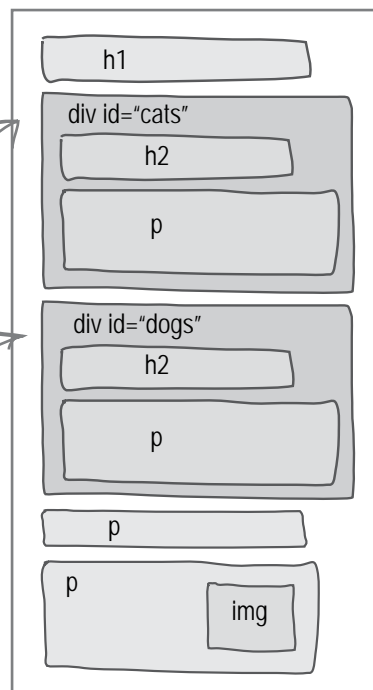 h1
div id=“cats”
h2
p
div id=“dogs”
h2
p
p
p
img